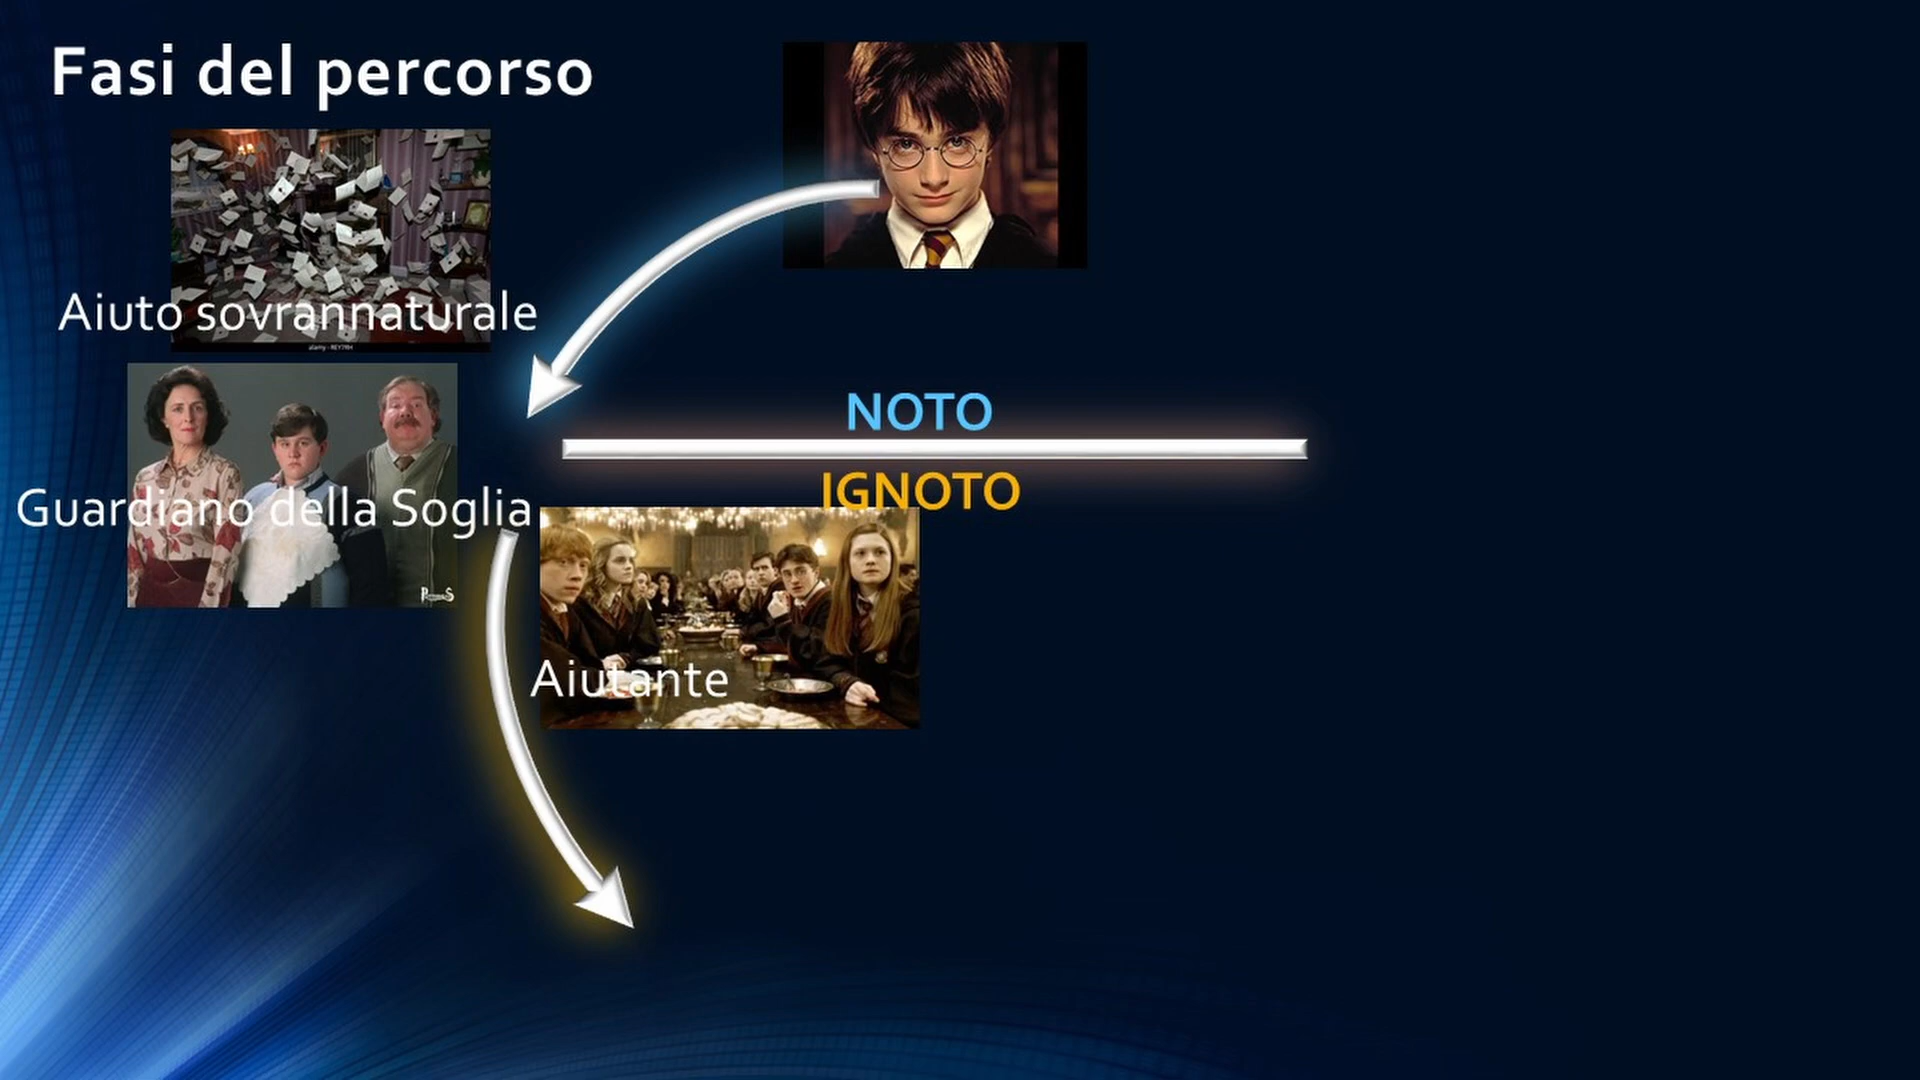 Fasi del percorso
Aiuto sovrannaturale
NOTO
IGNOTO
Guardiano della Soglia
Aiutante